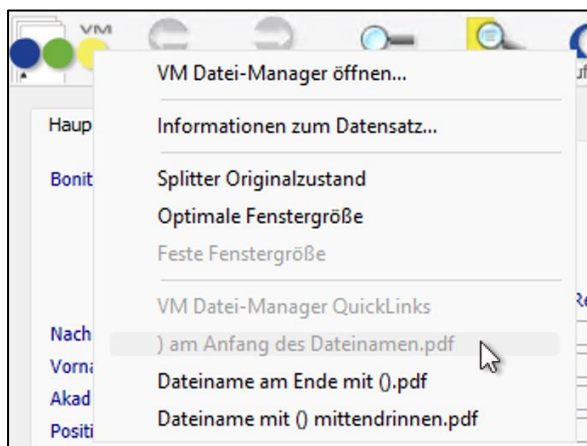 VM
VM Datei-Manager öffnen...
Haup
Informationen zum Datensatz...
Bonit
Splitter Originalzustand
Optimale Fenstergröße
Feste Fenstergröße
VM Datei-Manager QuickLinks
Nach
) am Anfang des Dateinamen.pdf
Vorna
Dateiname am Ende mit ().pdf
Akad
Dateiname mit () mittendrinnen.pdf
Positi